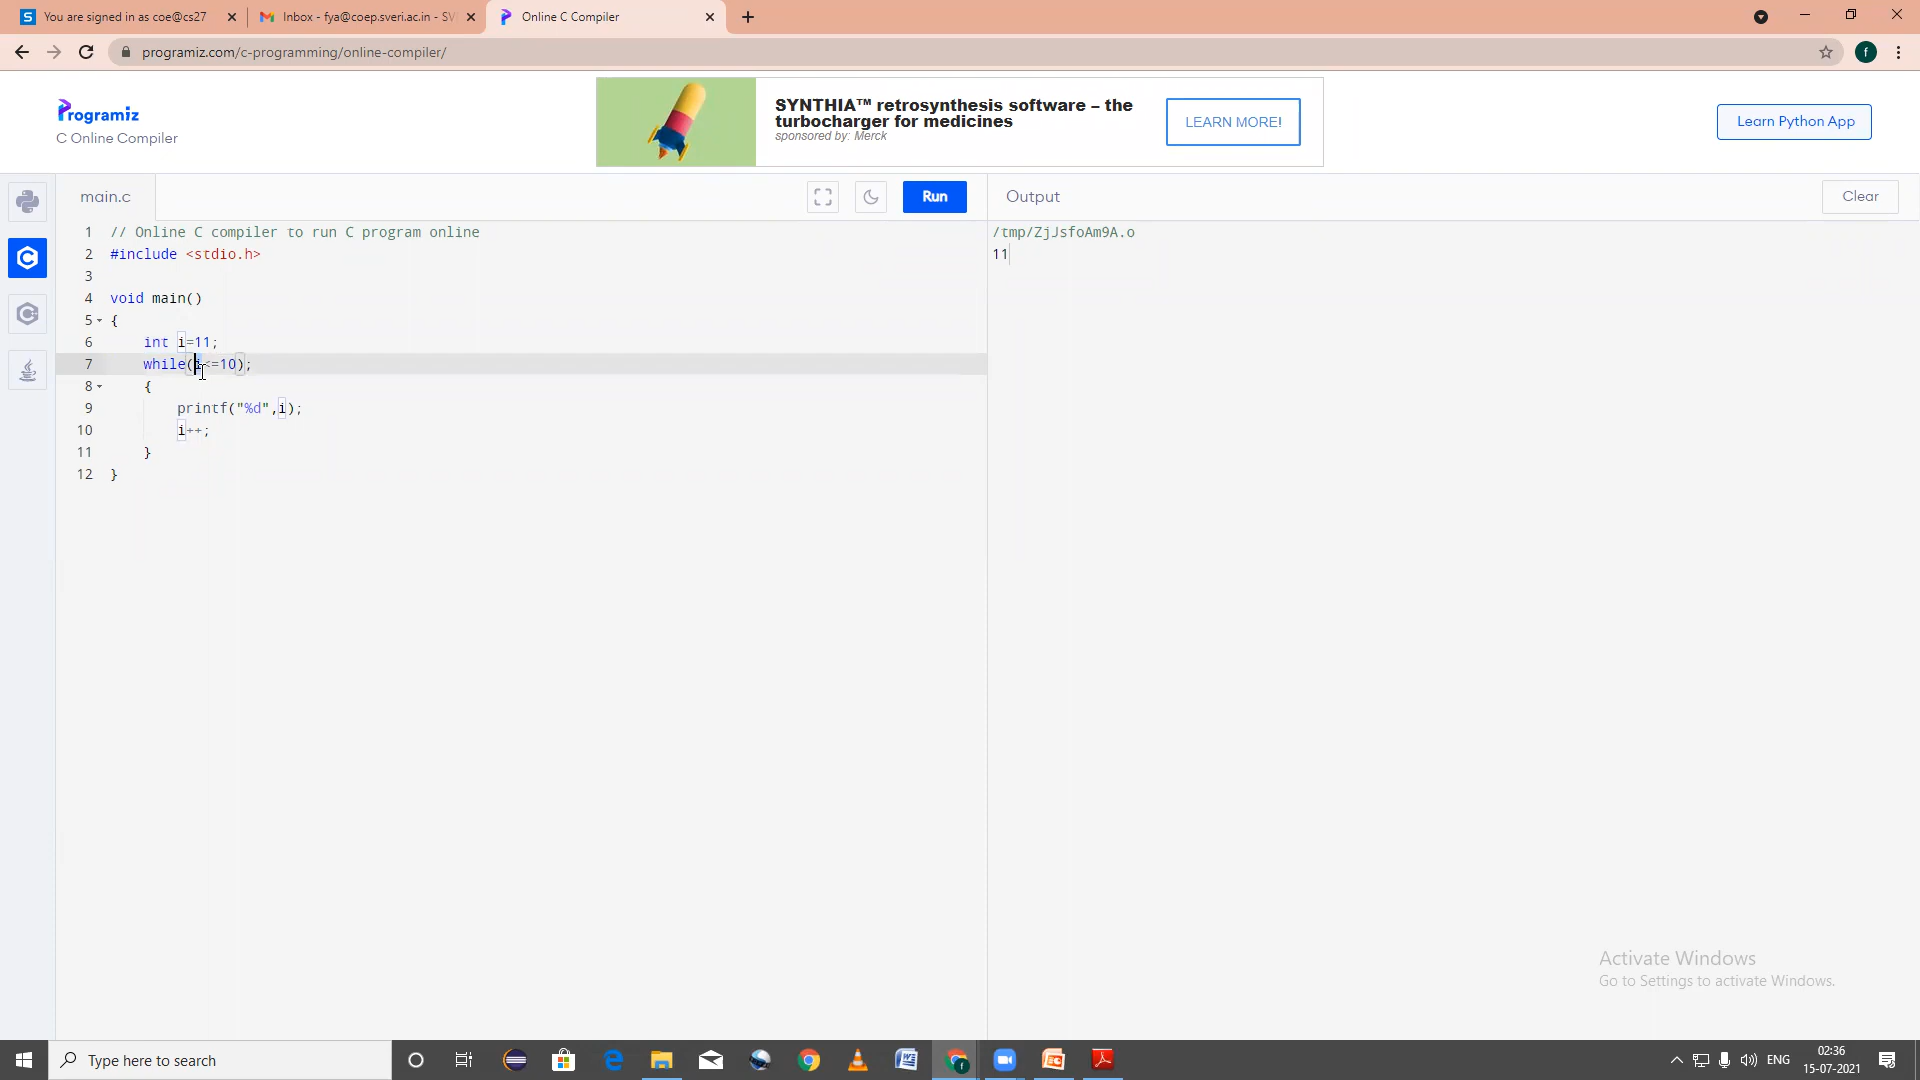 You are signed in as coe@cs27
Inbox - fya@coep.sveri.ac.in - SV
Online C Compiler
programiz.com/c-programming/online-compiler/
f
Programiz
C Online Compiler
SYNTHIA™ retrosynthesis software – the
turbocharger for medicines
sponsored by: Merck
LEARN MORE!
Learn Python App
main.c
Run
Output
Clear
1 // Online C compiler to run C program online
2 #include <stdio.h>
3
4 void main()
5 {
6 int i=11;
7 while(i<=10);
8 {
9 printf("%d",i);
10 i++;
11 }
12 }
/tmp/ZjJsfoAm9A.o
11
Activate Windows
Go to Settings to activate Windows.
Type here to search
ENG
02:36
15-07-2021